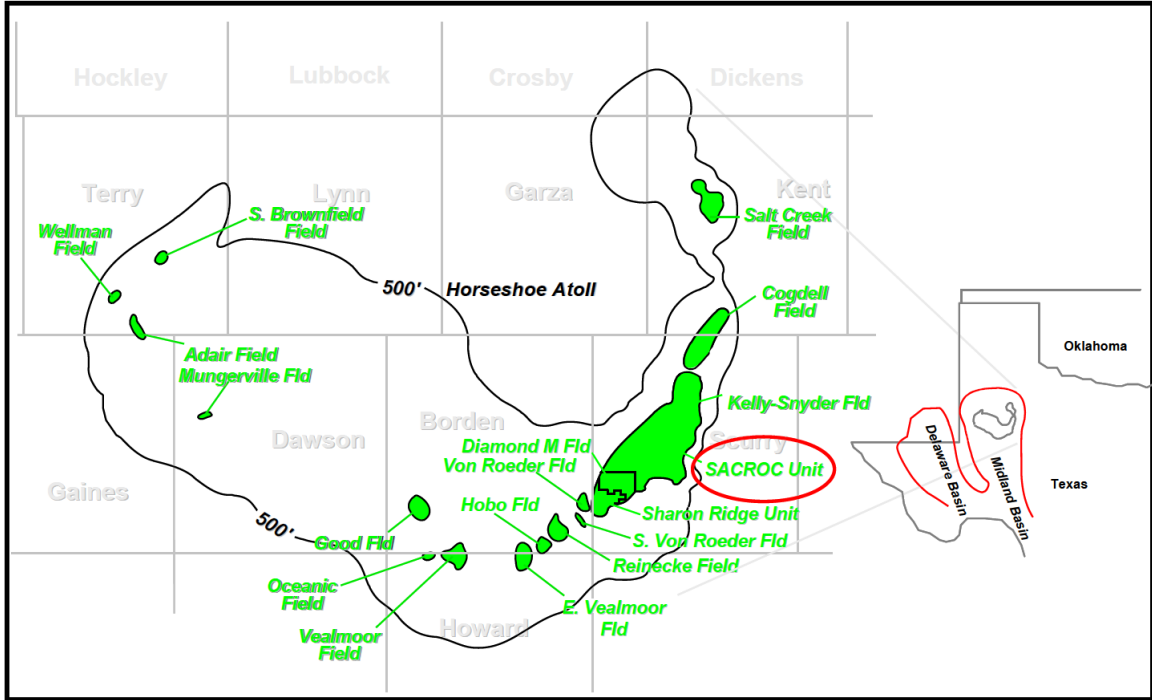 Hockley
Lubbock
Crosby
Dickens
Terry
Lynn
Garza
Kent
S. Brownfield
Field
Wellman
Field
Salt Creek
Field
500'
Horseshoe Atoll
Cogdell
Field
Adair Field
Mungerville Fld
Oklahoma
Kelly-Snyder Fld
Borden
Dawson
Scurry
Diamond M Fld
Von Roeder Fld
SACROC Unit
Delaware Basin
Midland Basin
Texas
Gaines
Hobo Fld
Sharon Ridge Unit
500'
Good Fld
S. Von Roeder Fld
Reinecke Field
Oceanic
Field
E. Vealmoor
Fld
Howard
Vealmoor
Field